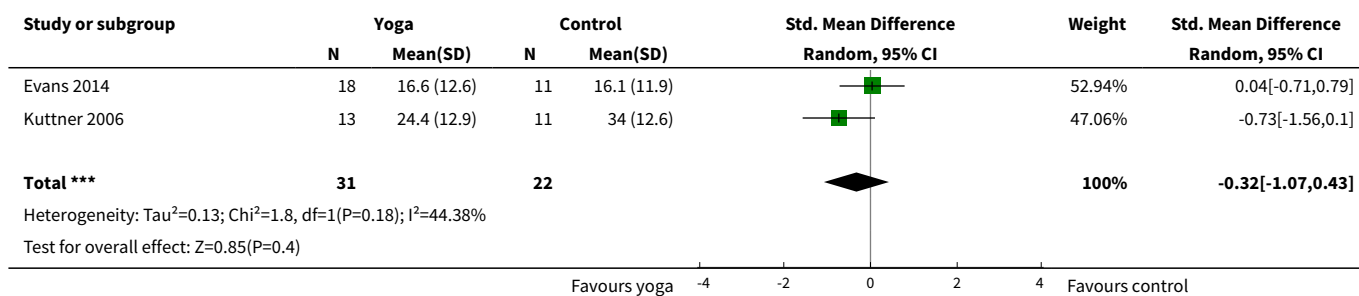 Study or subgroup Yoga Control Std. Mean Difference Weight Std. Mean Difference
N Mean(SD) N Mean(SD) Random, 95% CI Random, 95% CI
Evans 2014 18 16.6 (12.6) 11 16.1 (11.9) 52.94% 0.04[-0.71,0.79]
Kuttner 2006 13 24.4 (12.9) 11 34 (12.6) 47.06% -0.73[-1.56,0.1]
Total *** 31 22 100% -0.32[-1.07,0.43]
Heterogeneity: Tau²=0.13; Chi²=1.8, df=1(P=0.18); I²=44.38%
Test for overall effect: Z=0.85(P=0.4)
Favours yoga -4 -2 0 2 4 Favours control